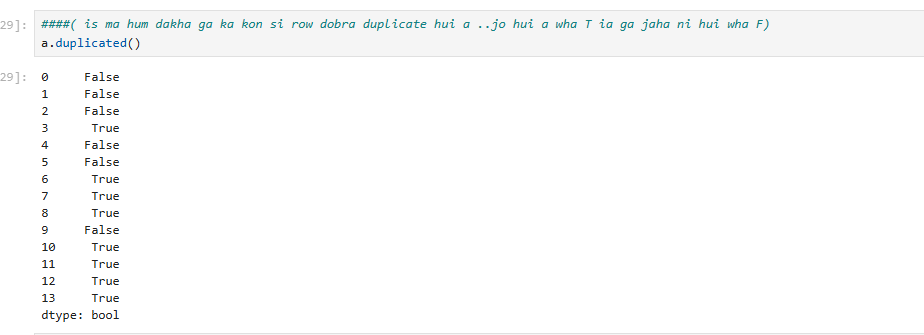 29]: ####( is ma hum dakha ga ka kon si row dobra duplicate hui a ..jo hui a wha T ia ga jaha ni hui wha F)
a.duplicated()
29]: 0 False
1 False
2 False
3 True
4 False
5 False
6 True
7 True
8 True
9 False
10 True
11 True
12 True
13 True
dtype: bool